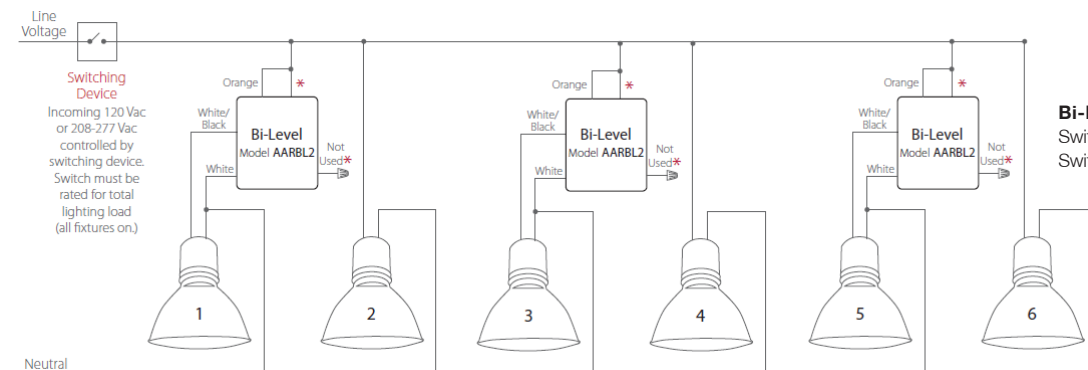 Line
Voltage
Switching
Device
Incoming 120 Vac
or 208-277 Vac
controlled by
switching device.
Switch must be
rated for total
lighting load
(all fixtures on.)
Orange *
White/
Black
Bi-Level
Model AARBL2
White
Not
Used*
1
2
Orange *
White/
Black
Bi-Level
Model AARBL2
White
Not
Used*
3
4
Orange *
White/
Black
Bi-Level
Model AARBL2
White
Not
Used*
5
6
Neutral